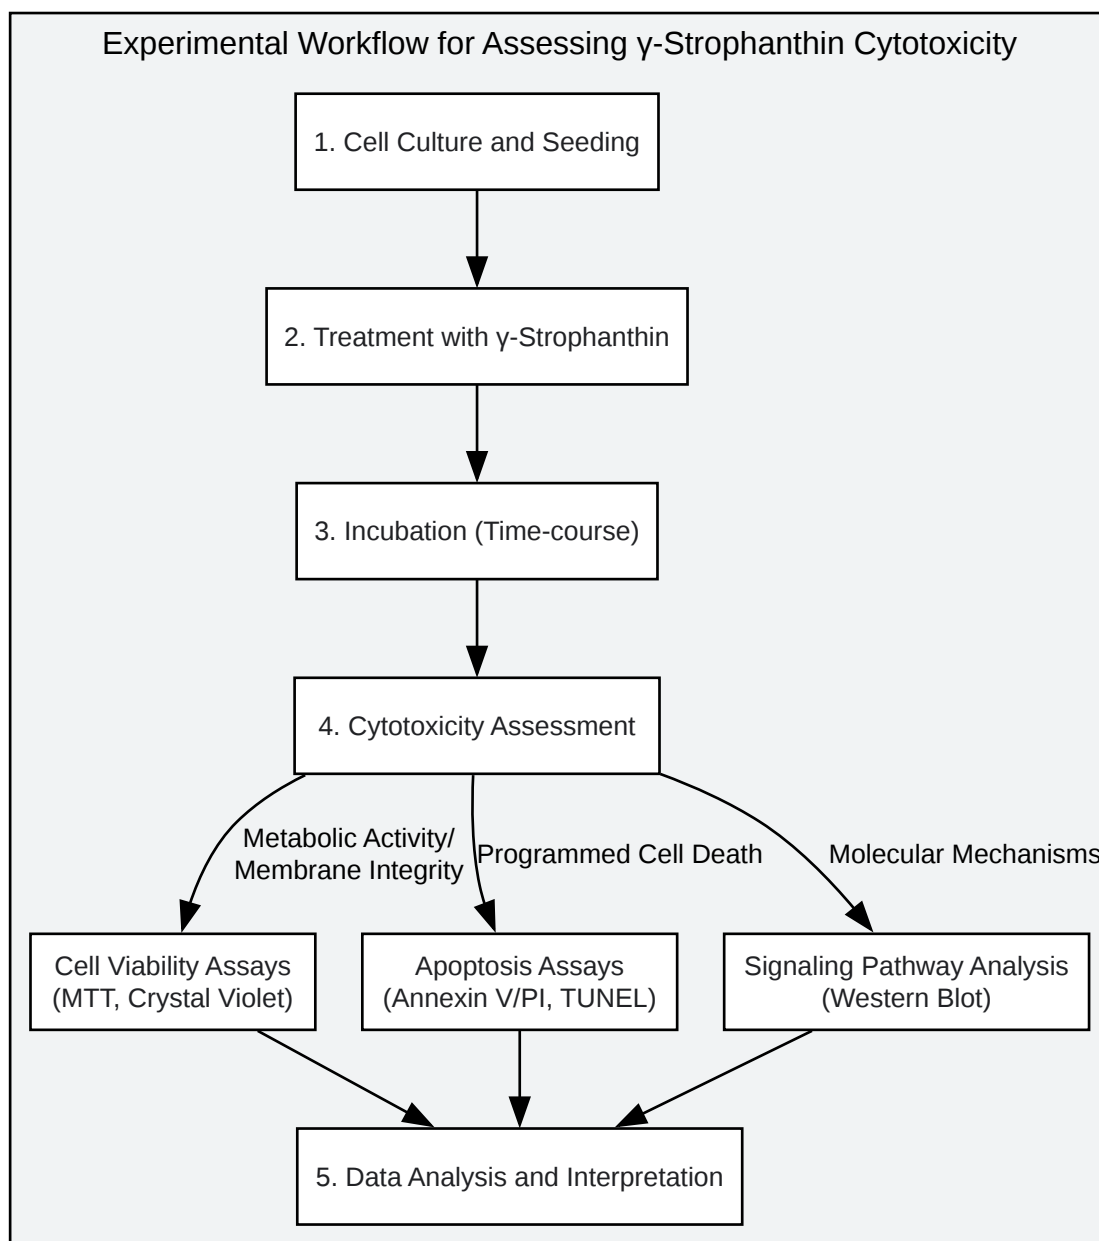 Experimental Workflow for Assessing γ-Strophanthin Cytotoxicity
1. Cell Culture and Seeding
2. Treatment with γ-Strophanthin
3. Incubation (Time-course)
4. Cytotoxicity Assessment
Metabolic Activity/
Membrane Integrity
Programmed Cell Death
Molecular Mechanisms
Cell Viability Assays
(MTT, Crystal Violet)
Apoptosis Assays
(Annexin V/PI, TUNEL)
Signaling Pathway Analysis
(Western Blot)
5. Data Analysis and Interpretation